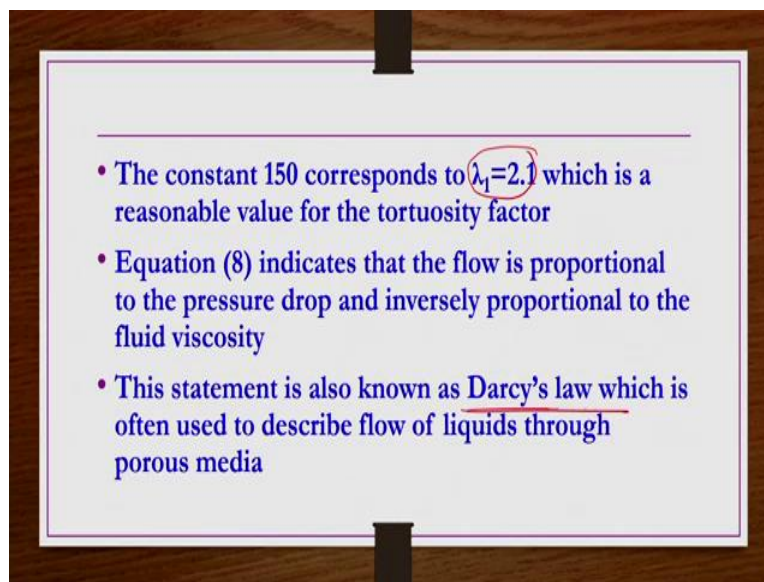 • The constant 150 corresponds to λ₁=2.1 which is a
reasonable value for the tortuosity factor
• Equation (8) indicates that the flow is proportional
to the pressure drop and inversely proportional to the
fluid viscosity
• This statement is also known as Darcy's law which is
often used to describe flow of liquids through
porous media